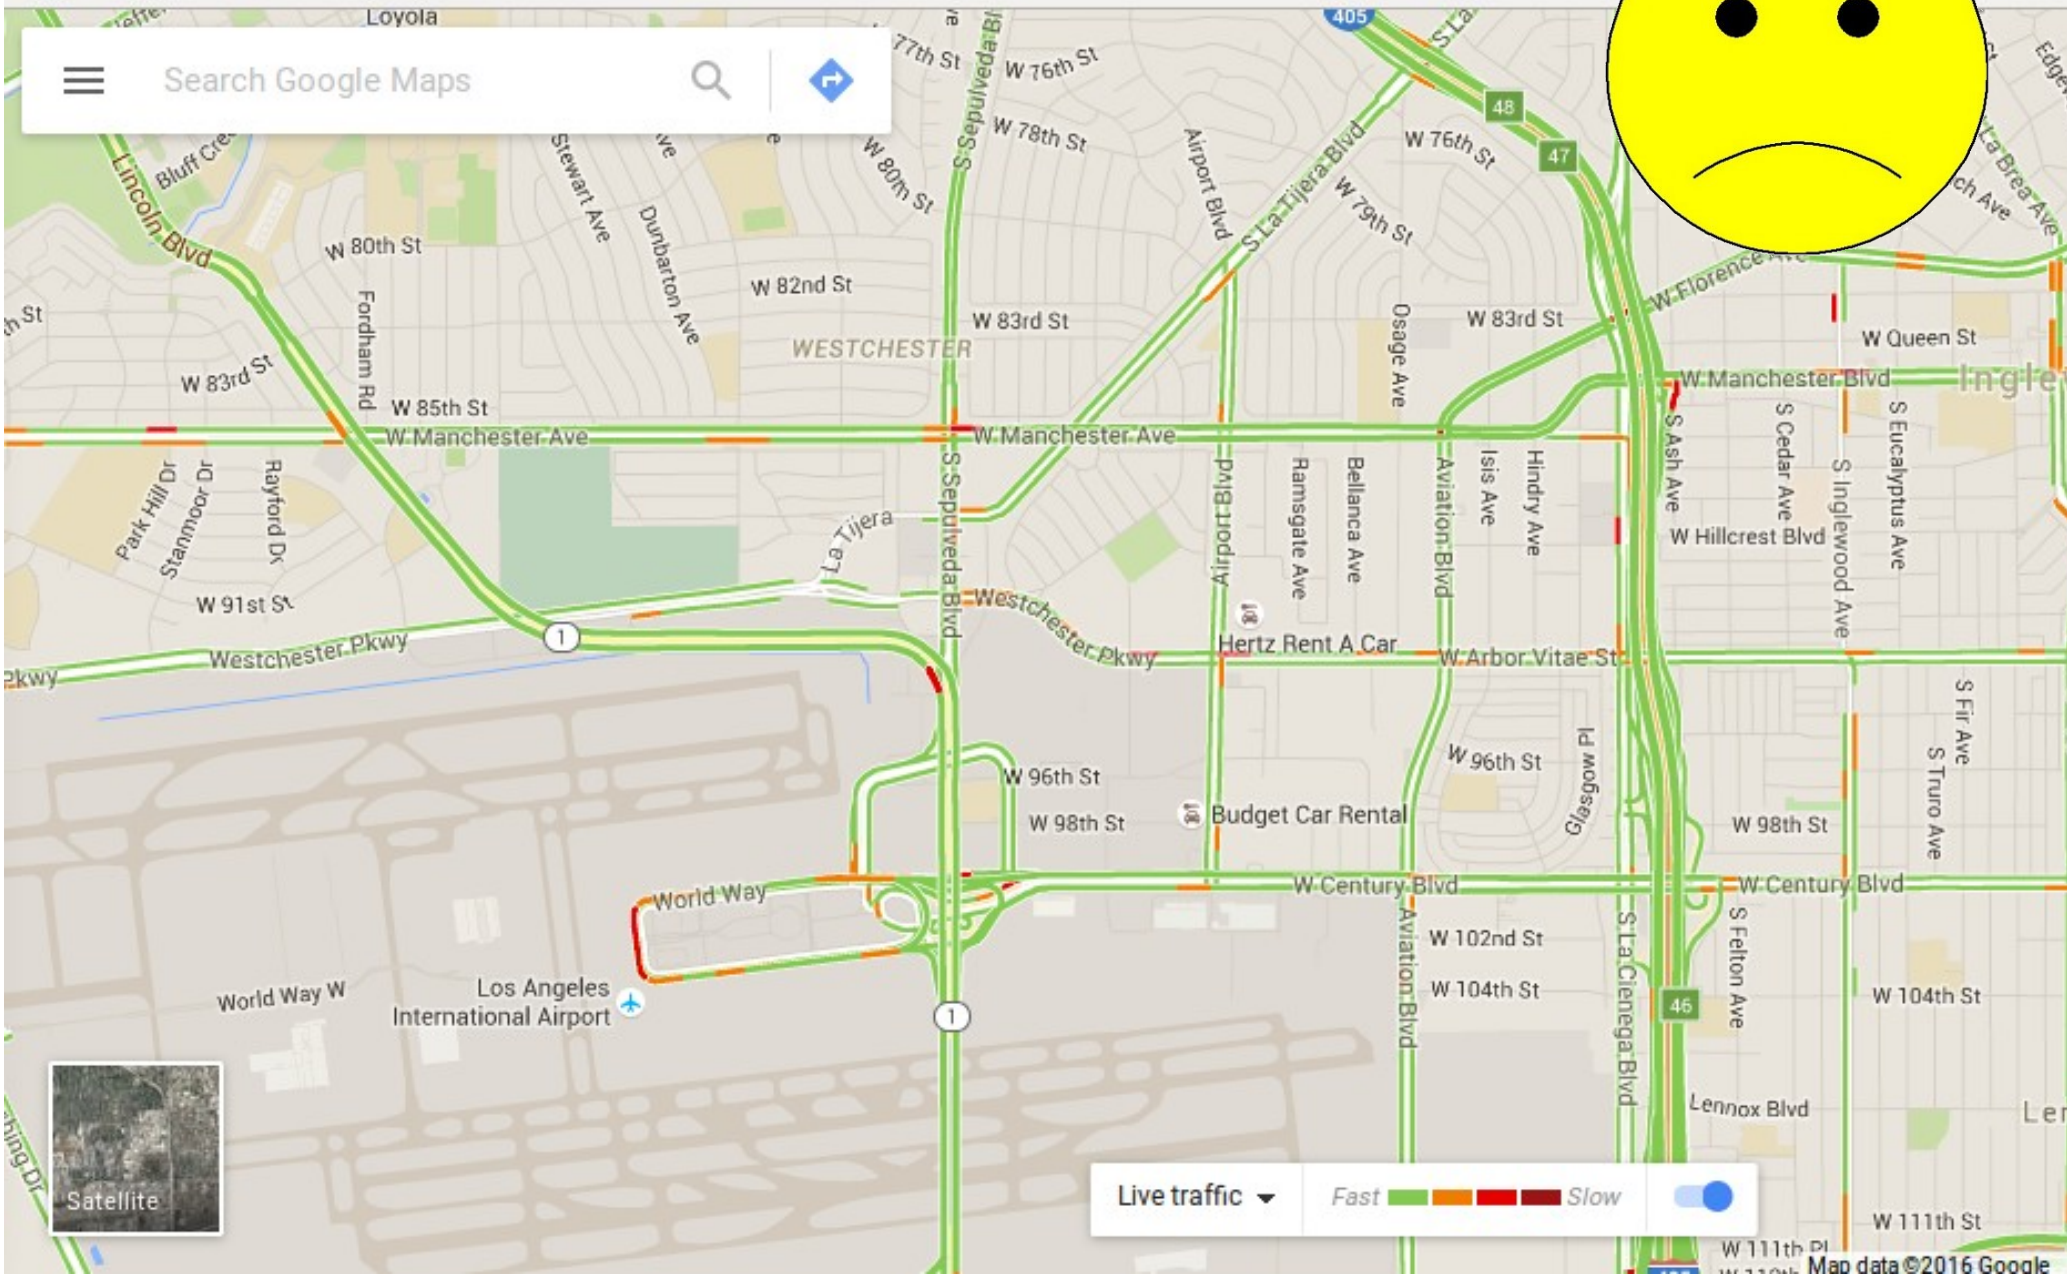 Loyola
405
Search Google Maps
W 76th St
77th St
48
W 78th St
W 76th St
47
Bluff Cree
Stewart Ave
W 80th St
Airport Blvd
S La Tijera Blvd
W 79th St
S Sepulveda Bl
La Brea Ave
Lincoln Blvd
W 80th St
Dunbarton Ave
W 82nd St
W Florence Ave
Fordham Rd
W 83rd St
Osage Ave
W 83rd St
W Queen St
WESTCHESTER
W 83rd St
W Manchester Blvd
Ingle
W 85th St
W Manchester Ave
W Manchester Ave
S Ash Ave
S Cedar Ave
S Eucalyptus Ave
Park Hill Dr
Stanmoor Dr
Rayford Dr
S Sepulveda Blvd
Airport Blvd
Ramsgate Ave
Bellanca Ave
Aviation Blvd
Isis Ave
Hindry Ave
S Inglewood Ave
La Tijera
W Hillcrest Blvd
W 91st St
Westchester Pkwy
1
Westchester Pkwy
Hertz Rent A Car
W Arbor Vitae St
Pkwy
S Fir Ave
W 96th St
W 96th St
Glasgow Pl
S Truro Ave
W 98th St
Budget Car Rental
W 98th St
World Way
W Century Blvd
W Century Blvd
Aviation Blvd
W 102nd St
S La Cienega Blvd
S Felton Ave
World Way W
Los Angeles
International Airport
W 104th St
46
W 104th St
1
Lennox Blvd
Len
Satellite
Live traffic
Fast
Slow
W 111th St
W 111th Pl
Map data ©2016 Google